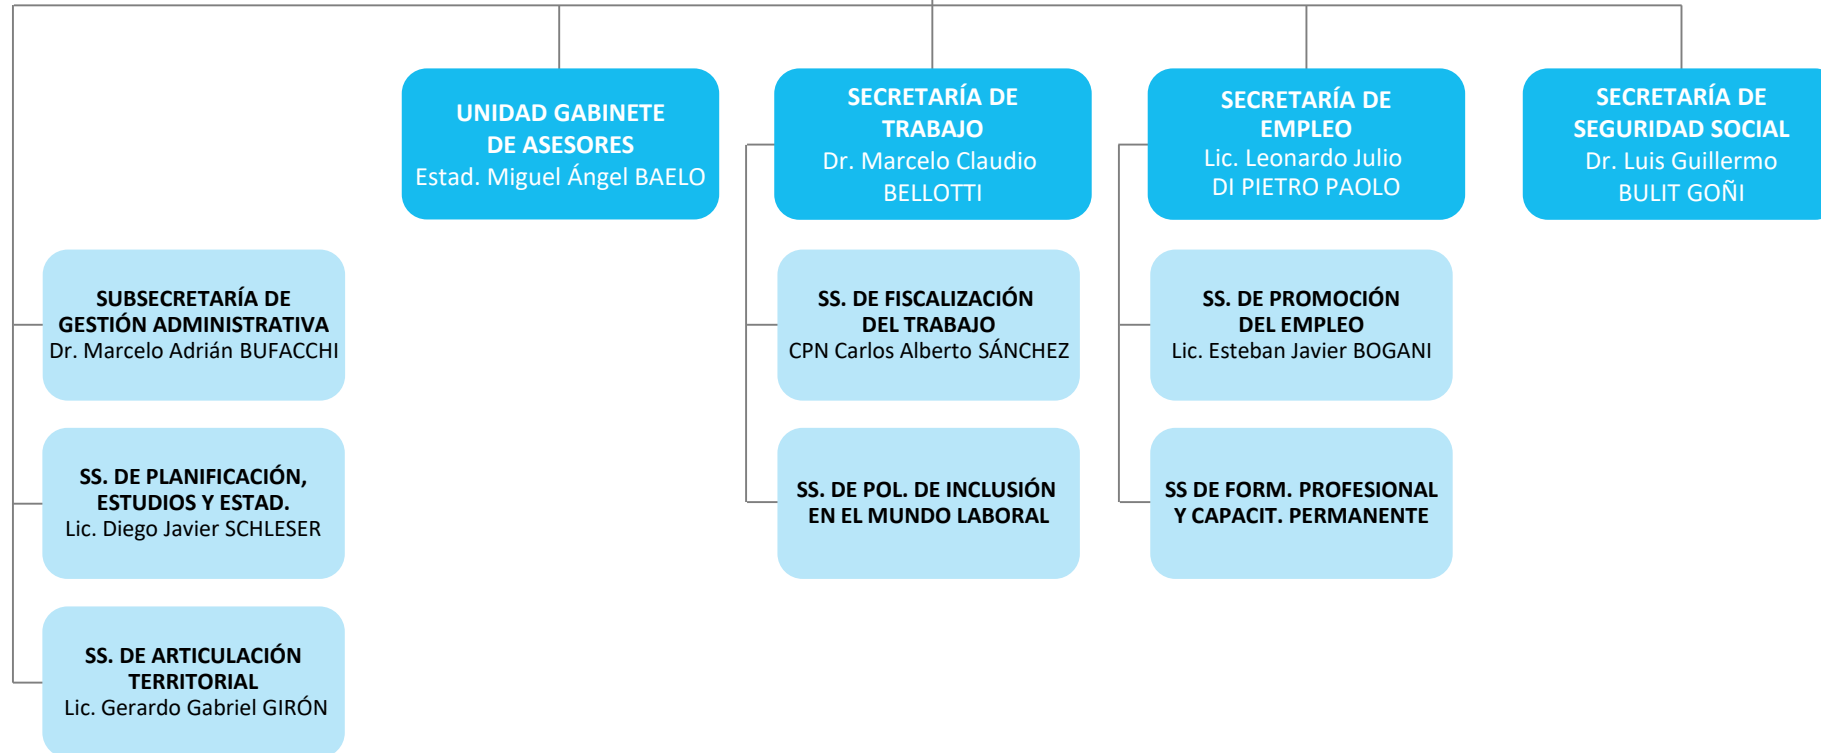 UNIDAD GABINETE
DE ASESORES
Estad. Miguel Ángel BAELO
SECRETARÍA DE
TRABAJO
Dr. Marcelo Claudio
BELLOTTI
SECRETARÍA DE
EMPLEO
Lic. Leonardo Julio
DI PIETRO PAOLO
SECRETARÍA DE
SEGURIDAD SOCIAL
Dr. Luis Guillermo
BULIT GOÑI
SUBSECRETARÍA DE
GESTIÓN ADMINISTRATIVA
Dr. Marcelo Adrián BUFACCHI
SS. DE FISCALIZACIÓN
DEL TRABAJO
CPN Carlos Alberto SÁNCHEZ
SS. DE PROMOCIÓN
DEL EMPLEO
Lic. Esteban Javier BOGANI
SS. DE PLANIFICACIÓN,
ESTUDIOS Y ESTAD.
Lic. Diego Javier SCHLESER
SS. DE POL. DE INCLUSIÓN
EN EL MUNDO LABORAL
SS DE FORM. PROFESIONAL
Y CAPACIT. PERMANENTE
SS. DE ARTICULACIÓN
TERRITORIAL
Lic. Gerardo Gabriel GIRÓN